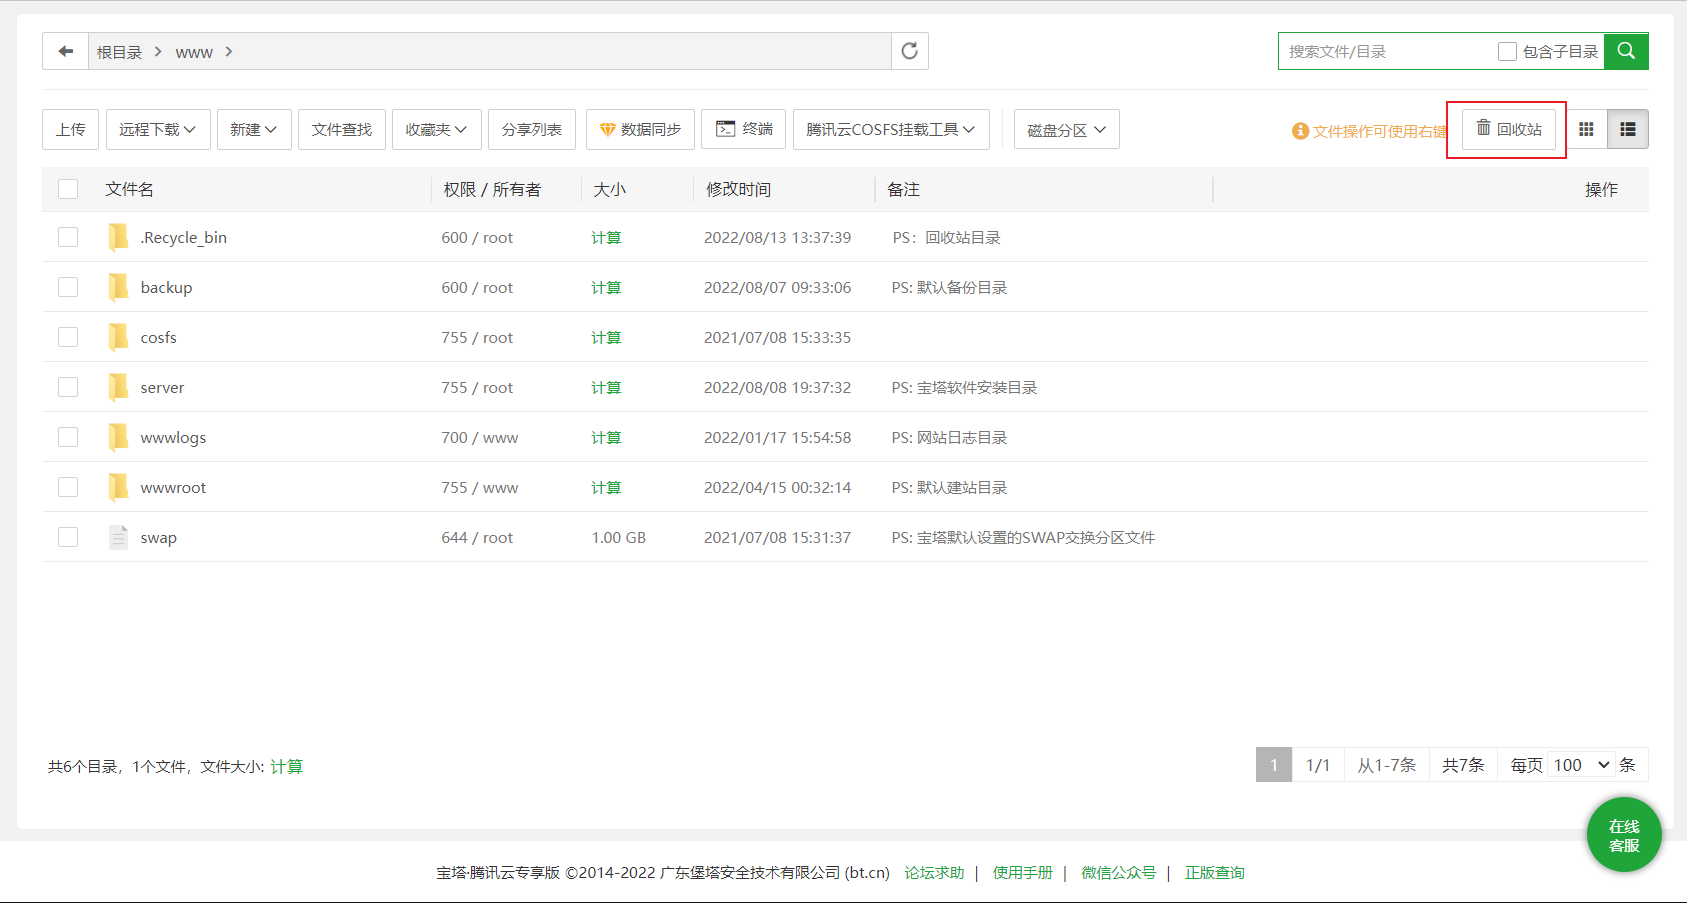 根目录 www
搜索文件/目录 包含子目录
上传 远程下载 新建 文件查找 收藏夹 分享列表 数据同步 终端 腾讯云COSFS挂载工具 磁盘分区 文件操作可使用右键 回收站
文件名 权限 / 所有者 大小 修改时间 备注 操作
.Recycle_bin 600 / root 计算 2022/08/13 13:37:39 PS：回收站目录
backup 600 / root 计算 2022/08/07 09:33:06 PS: 默认备份目录
cosfs 755 / root 计算 2021/07/08 15:33:35
server 755 / root 计算 2022/08/08 19:37:32 PS: 宝塔软件安装目录
wwwlogs 700 / www 计算 2022/01/17 15:54:58 PS: 网站日志目录
wwwroot 755 / www 计算 2022/04/15 00:32:14 PS: 默认建站目录
swap 644 / root 1.00 GB 2021/07/08 15:31:37 PS: 宝塔默认设置的SWAP交换分区文件
共6个目录，1个文件，文件大小: 计算
1 1/1 从1-7条 共7条 每页 100 条
在线
客服
宝塔·腾讯云专享版 ©2014-2022 广东堡塔安全技术有限公司 (bt.cn) 论坛求助 | 使用手册 | 微信公众号 | 正版查询